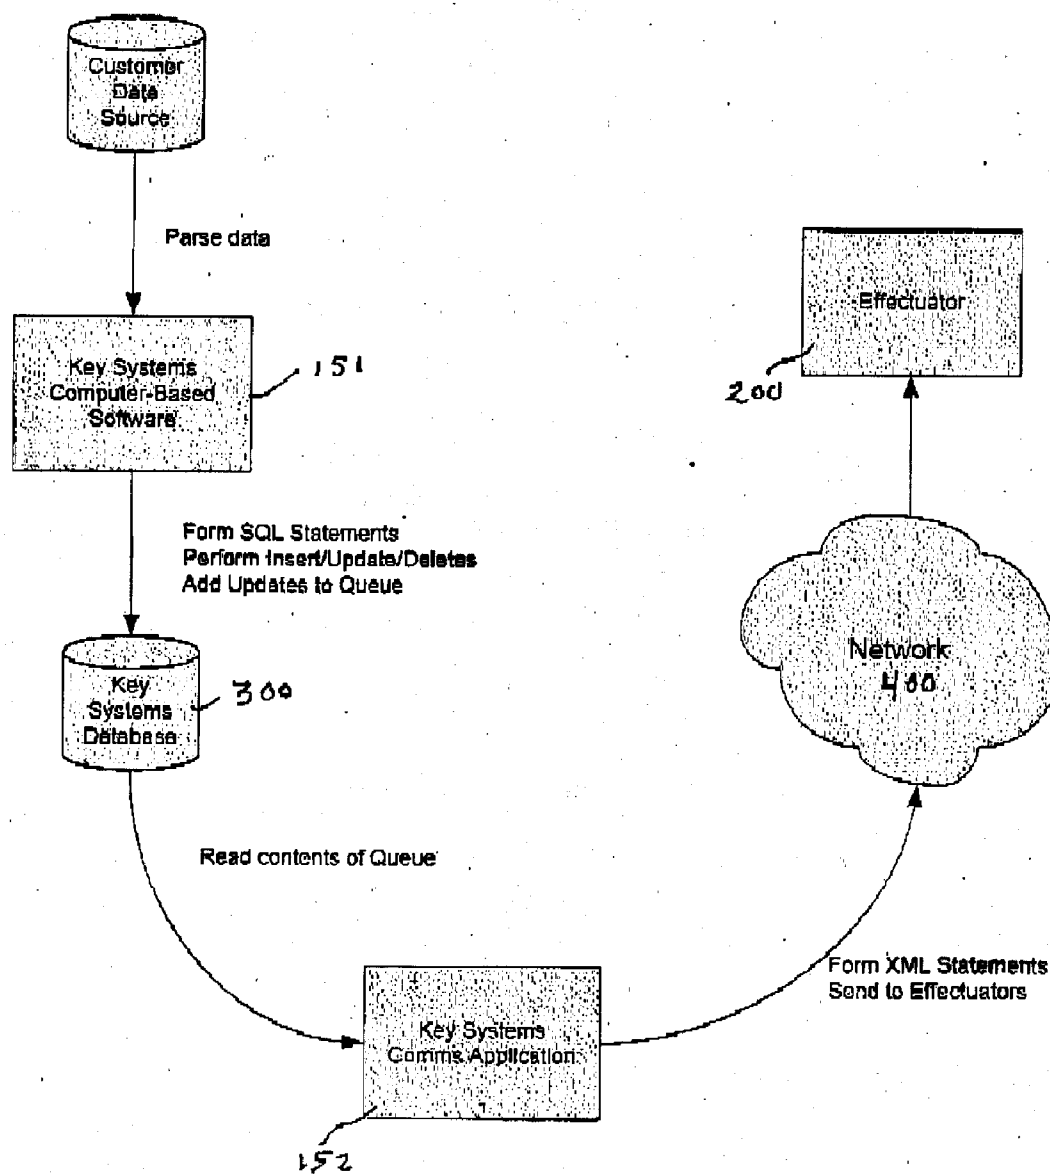 Customer
Data
Source
Parse data
Key Systems
Computer-Based
Software
151
Form SQL Statements
Perform Insert/Update/Deletes
Add Updates to Queue
Key
Systems
Database
300
Read contents of Queue
Key Systems
Comms Application
152
Form XML Statements
Send to Effectuators
Network
400
Effectuator
200